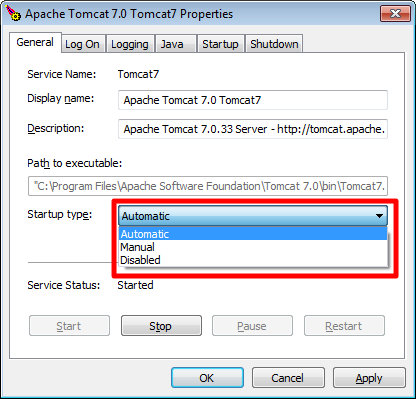 Apache Tomcat 7.0 Tomcat7 Properties
General Log On Logging Java Startup Shutdown
Service Name: Tomcat7
Display name: Apache Tomcat 7.0 Tomcat7
Description: Apache Tomcat 7.0.33 Server - http://tomcat.apache.
Path to executable:
"C:\Program Files\Apache Software Foundation\Tomcat 7.0\bin\Tomcat7.
Startup type: Automatic
Automatic
Manual
Disabled
Service Status: Started
Start Stop Pause Restart
OK Cancel Apply